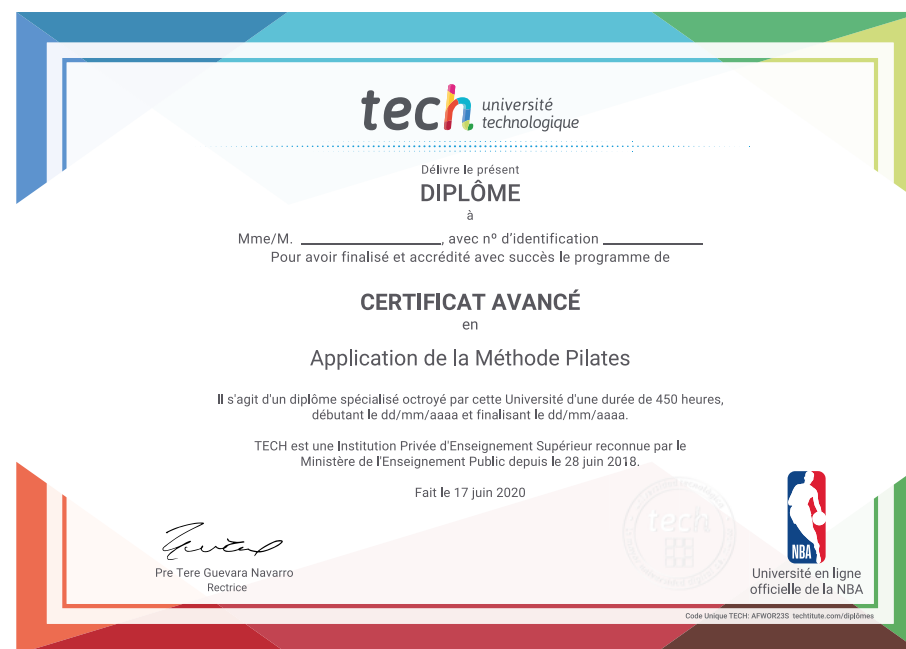 tech université
technologique
Délivre le présent
DIPLÔME
à
Mme/M. ____________________, avec nº d'identification ______________
Pour avoir finalisé et accrédité avec succès le programme de
CERTIFICAT AVANCÉ
en
Application de la Méthode Pilates
Il s'agit d'un diplôme spécialisé octroyé par cette Université d'une durée de 450 heures,
débutant le dd/mm/aaaa et finalisant le dd/mm/aaaa.
TECH est une Institution Privée d'Enseignement Supérieur reconnue par le
Ministère de l'Enseignement Public depuis le 28 juin 2018.
Fait le 17 juin 2020
tech
NBA
Pre Tere Guevara Navarro
Rectrice
Université en ligne
officielle de la NBA
Code Unique TECH: AFWOR23S techtitute.com/diplômes